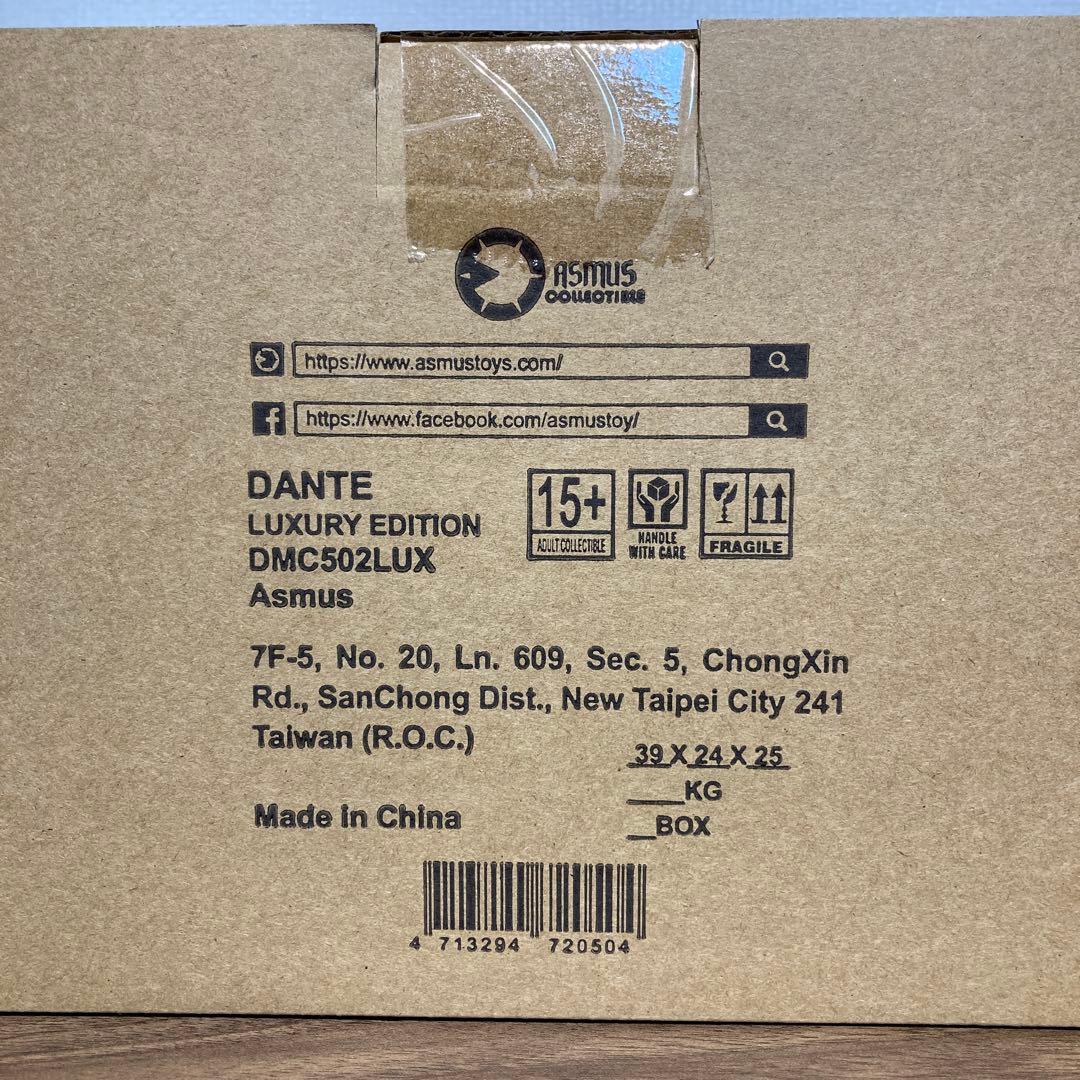 ASMUS
COLLECTIBLE
https://www.asmustoys.com/
https://www.facebook.com/asmustoy/
DANTE
LUXURY EDITION
DMC502LUX
Asmus
15+
ADULT COLLECTIBLE
HANDLE
WITH CARE
FRAGILE
7F-5, No. 20, Ln. 609, Sec. 5, ChongXin
Rd., SanChong Dist., New Taipei City 241
Taiwan (R.O.C.)
39 X 24 X 25
___KG
__BOX
Made in China
4 713294 720504